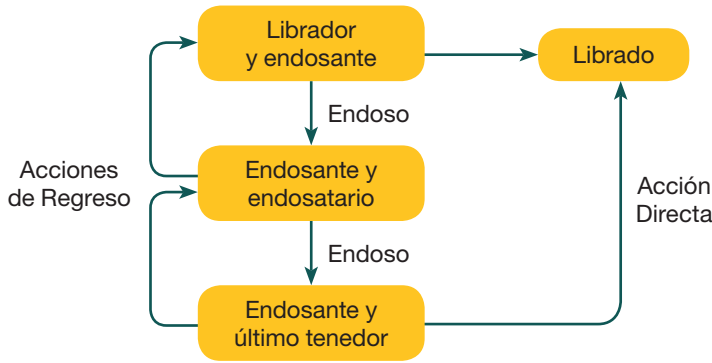 Librador
y endosante
Librado
Endoso
Acciones
de Regreso
Endosante y
endosatario
Acción
Directa
Endoso
Endosante y
último tenedor